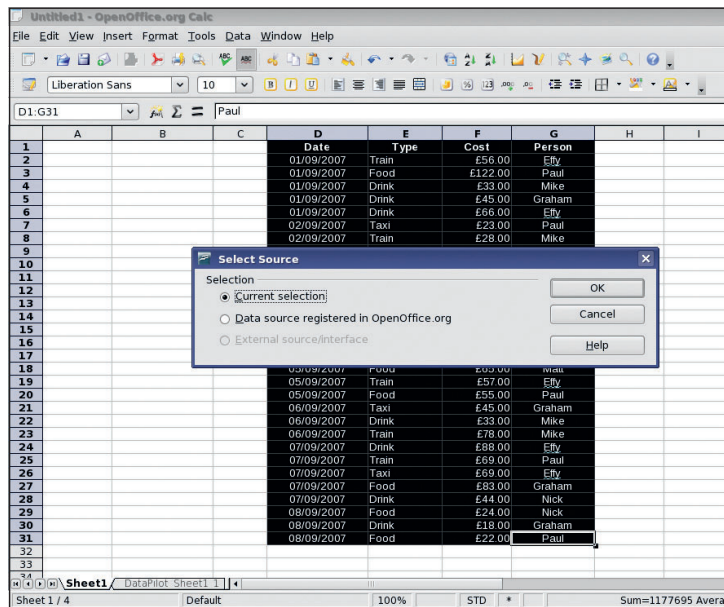 Untitled1 - OpenOffice.org Calc
File Edit View Insert Format Tools Data Window Help
Liberation Sans 10
D1:G31 Paul
A B C D E F G H I
1 Date Type Cost Person
2 01/09/2007 Train £56.00 Effy
3 01/09/2007 Food £122.00 Paul
4 01/09/2007 Drink £33.00 Mike
5 01/09/2007 Drink £45.00 Graham
6 01/09/2007 Drink £66.00 Effy
7 02/09/2007 Taxi £23.00 Paul
8 02/09/2007 Train £28.00 Mike
9
10
11
12
13
14
15
16
17
Select Source
Selection
Current selection
Data source registered in OpenOffice.org
External source/interface
OK
Cancel
Help
18 05/09/2007 Food £65.00 Matt
19 05/09/2007 Train £57.00 Effy
20 05/09/2007 Food £55.00 Paul
21 06/09/2007 Taxi £45.00 Graham
22 06/09/2007 Drink £33.00 Mike
23 06/09/2007 Train £78.00 Mike
24 07/09/2007 Drink £88.00 Effy
25 07/09/2007 Train £69.00 Paul
26 07/09/2007 Taxi £69.00 Effy
27 07/09/2007 Food £83.00 Graham
28 07/09/2007 Drink £44.00 Nick
29 08/09/2007 Food £24.00 Nick
30 08/09/2007 Drink £18.00 Graham
31 08/09/2007 Food £22.00 Paul
32
33
34
Sheet1 DataPilot_Sheet1_1
Sheet 1 / 4 Default 100% STD * Sum=1177695 Avera